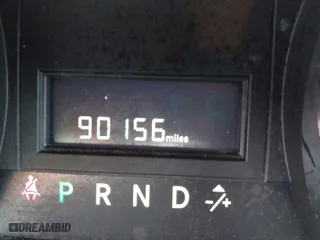 90156 miles
P R N D -/+
DREAMBID